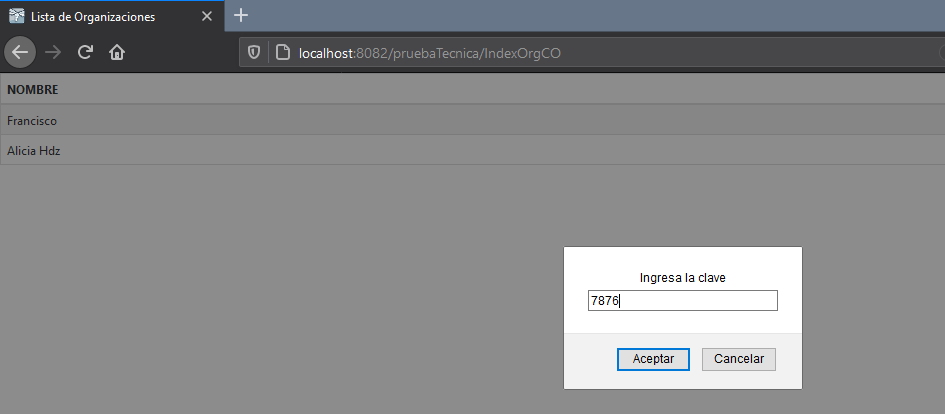 Lista de Organizaciones
localhost:8082/pruebaTecnica/IndexOrgCO
NOMBRE
Francisco
Alicia Hdz
Ingresa la clave
7876
Aceptar Cancelar